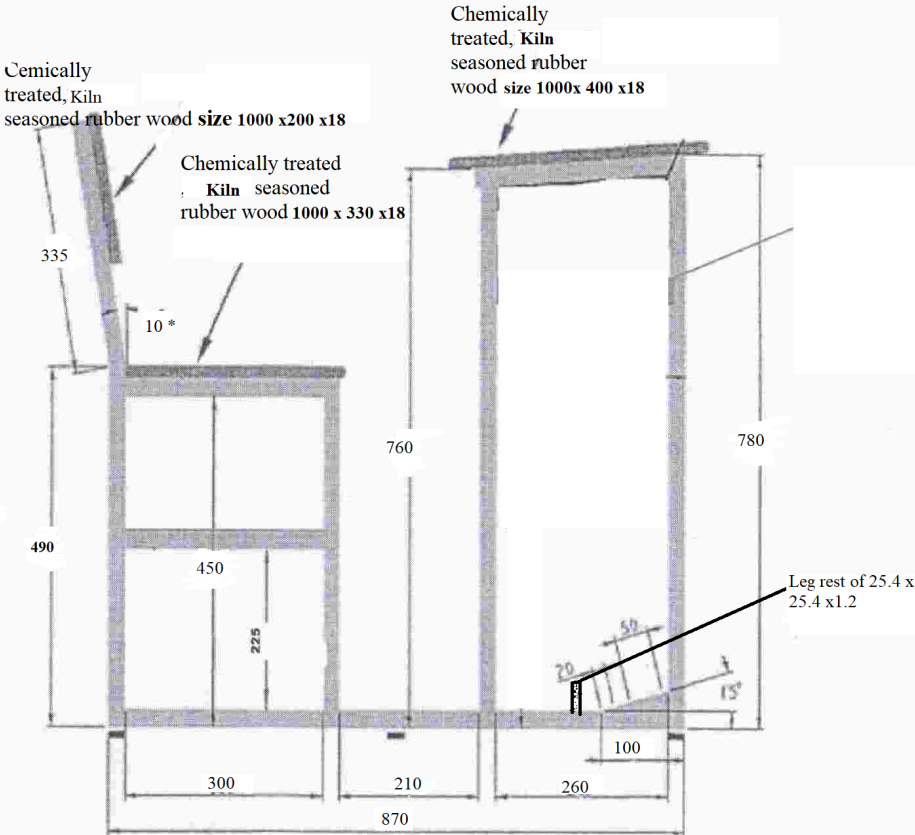 Chemically
treated, Kiln
seasoned rubber
wood size 1000x 400 x18
Cemically
treated, Kiln
seasoned rubber wood size 1000 x200 x18
Chemically treated
Kiln seasoned
rubber wood 1000 x 330 x18
335
10 *
760
780
490
450
225
Leg rest of 25.4 x
25.4 x1.2
50
20
15°
100
300
210
260
870